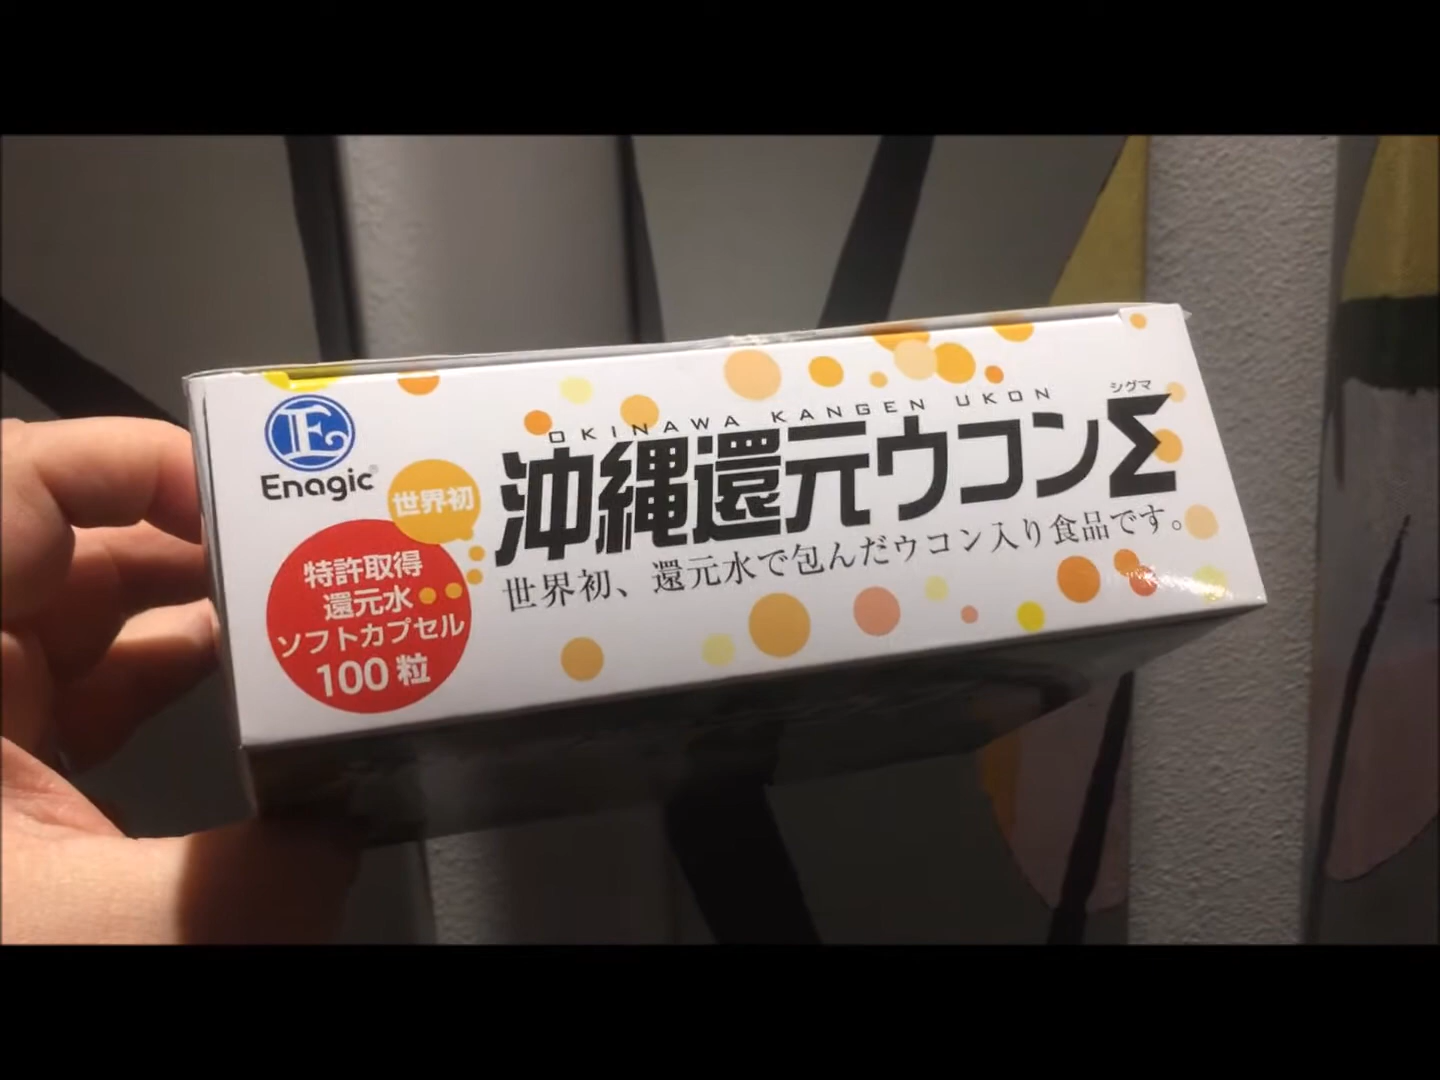 Enagic®
世界初
特許取得
還元水
ソフトカプセル
100粒
OKINAWA KANGEN UKON
シグマ
沖縄還元ウコンΣ
世界初、還元水で包んだウコン入り食品です。